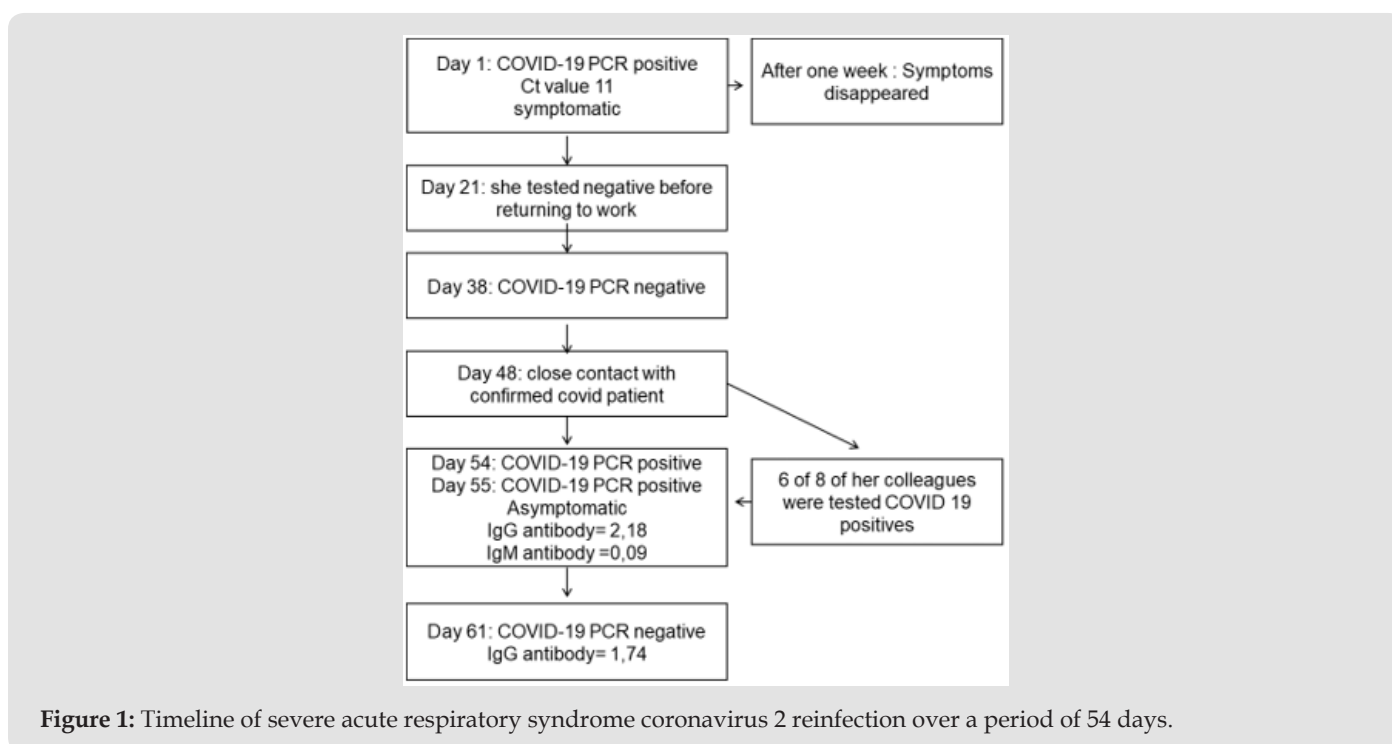 Day 1: COVID-19 PCR positive
Ct value 11
symptomatic
After one week : Symptoms
disappeared
Day 21: she tested negative before
returning to work
Day 38: COVID-19 PCR negative
Day 48: close contact with
confirmed covid patient
Day 54: COVID-19 PCR positive
Day 55: COVID-19 PCR positive
Asymptomatic
IgG antibody= 2,18
IgM antibody =0,09
6 of 8 of her colleagues
were tested COVID 19
positives
Day 61: COVID-19 PCR negative
IgG antibody= 1,74
Figure 1: Timeline of severe acute respiratory syndrome coronavirus 2 reinfection over a period of 54 days.